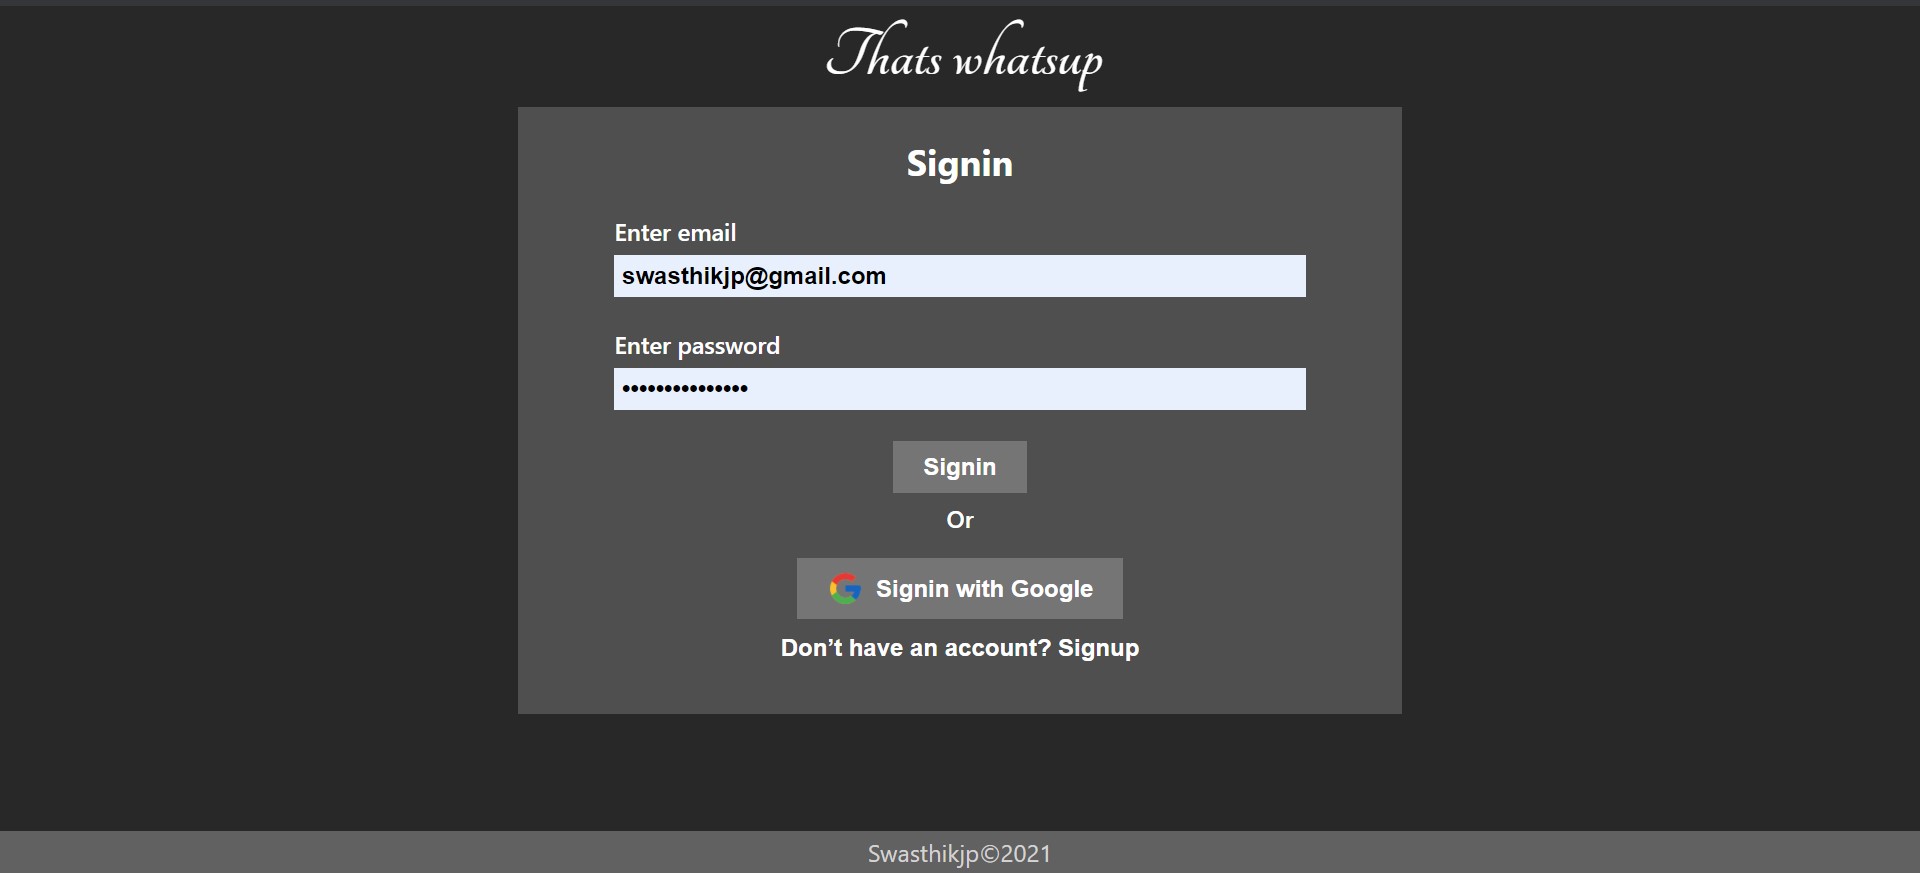 Thats whatsup
Signin
Enter email
swasthikjp@gmail.com
Enter password
•••••••••••••••
Signin
Or
Signin with Google
Don’t have an account? Signup
Swasthikjp©2021